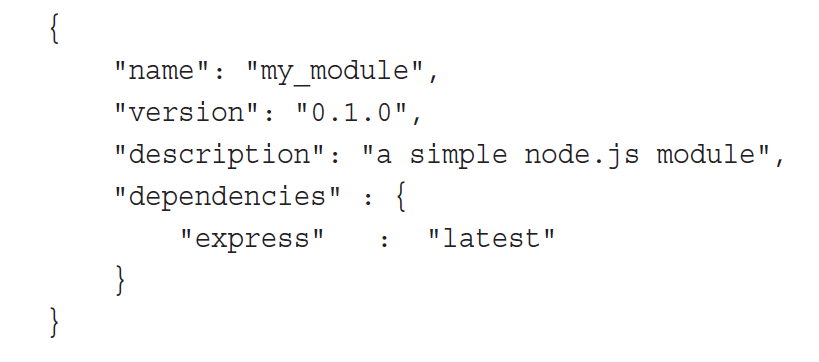 {
    "name": "my_module",
    "version": "0.1.0",
    "description": "a simple node.js module",
    "dependencies" : {
        "express"   :  "latest"
    }
}